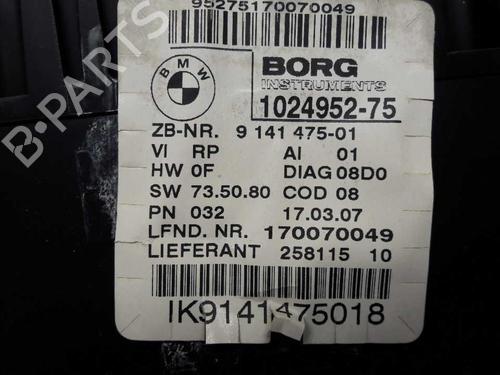 95275170070049
BMW
BORG
INSTRUMENTS
1024952-75
ZB-NR. 9 141 475-01
VI RP AI 01
HW 0F DIAG 08D0
SW 73.50.80 COD 08
PN 032 17.03.07
LFND. NR. 170070049
LIEFERANT 258115 10
IK9141475018
B-Parts